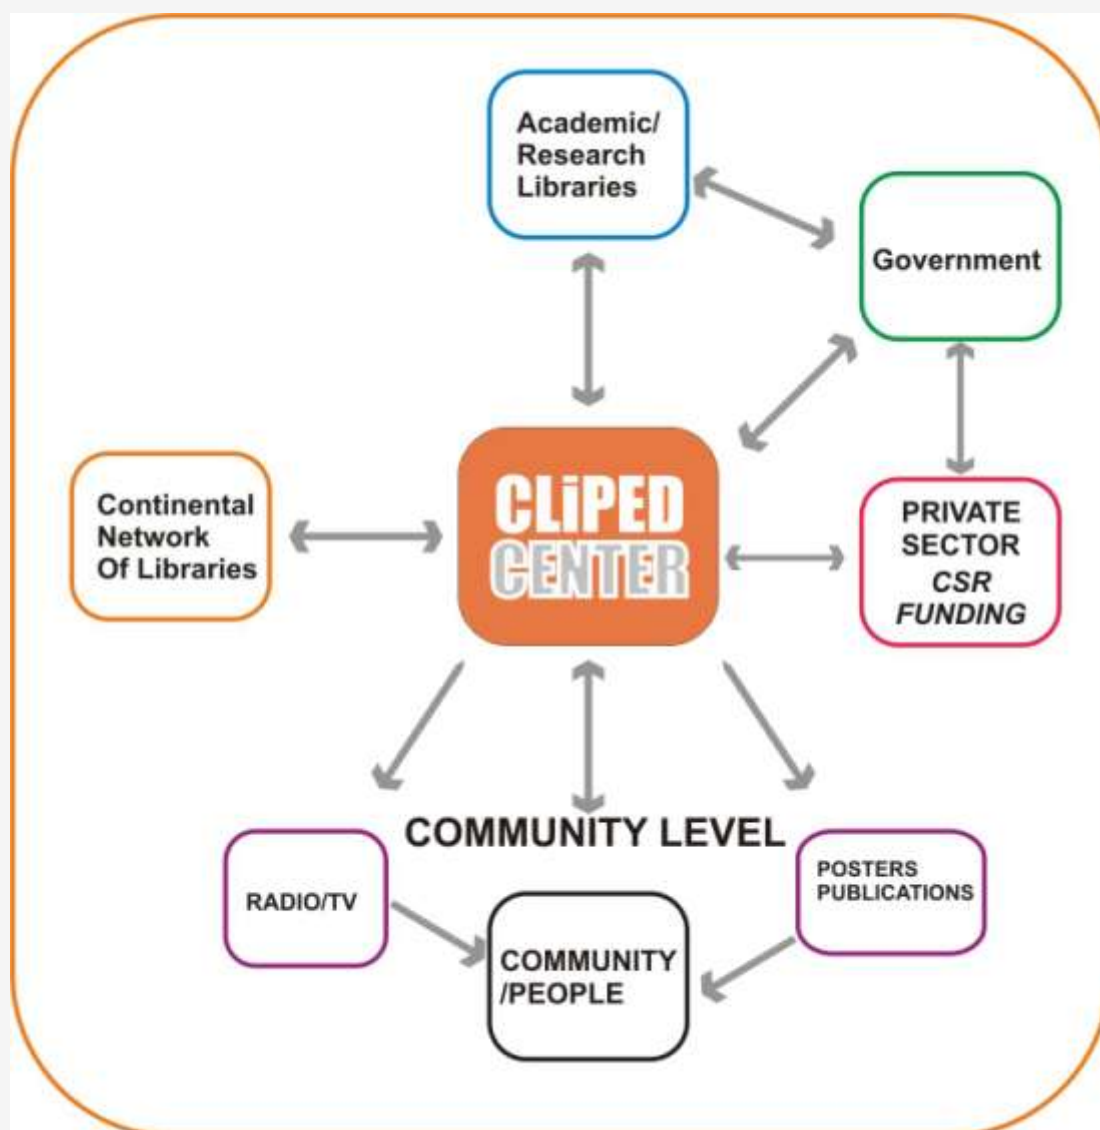 Academic/
Research
Libraries
Government
Continental
Network
Of Libraries
CLiPED
CENTER
PRIVATE
SECTOR
CSR
FUNDING
COMMUNITY LEVEL
RADIO/TV
POSTERS
PUBLICATIONS
COMMUNITY
/PEOPLE